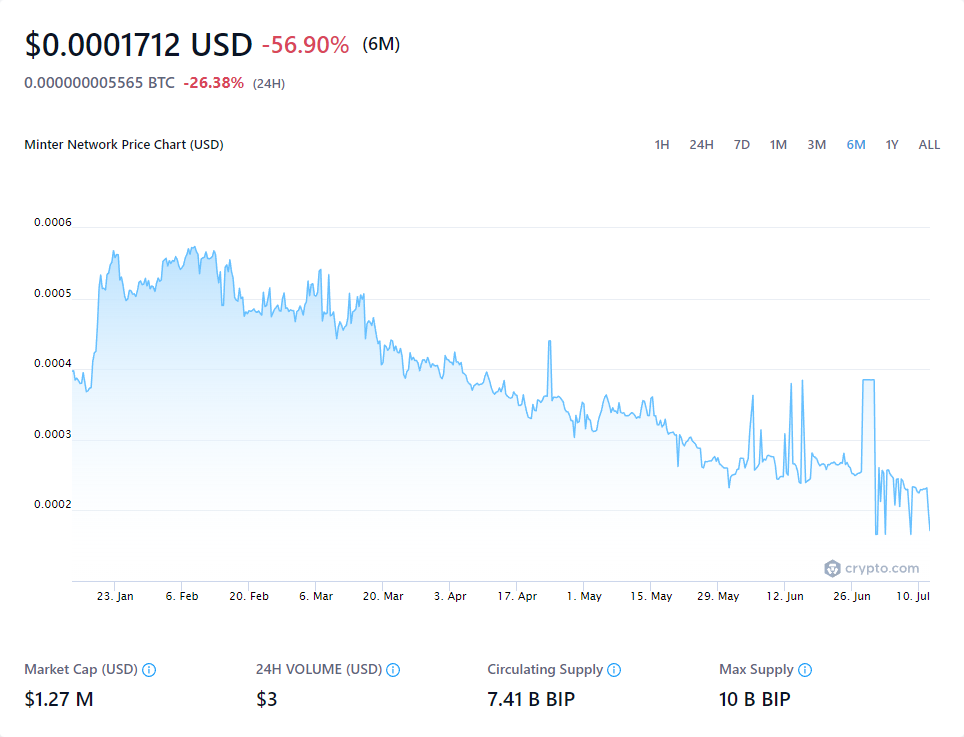 $0.0001712 USD -56.90% (6M)
0.000000005565 BTC -26.38% (24H)
Minter Network Price Chart (USD) 1H 24H 7D 1M 3M 6M 1Y ALL
0.0006
0.0005
0.0004
0.0003
0.0002
crypto.com
23. Jan 6. Feb 20. Feb 6. Mar 20. Mar 3. Apr 17. Apr 1. May 15. May 29. May 12. Jun 26. Jun 10. Jul
Market Cap (USD) 24H VOLUME (USD) Circulating Supply Max Supply
$1.27 M $3 7.41 B BIP 10 B BIP